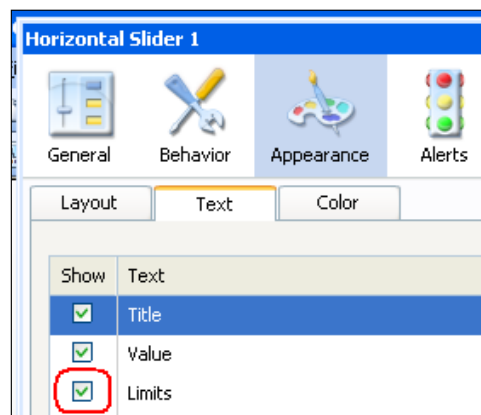 Horizontal Slider 1
General Behavior Appearance Alerts
Layout Text Color
Show Text
Title
Value
Limits